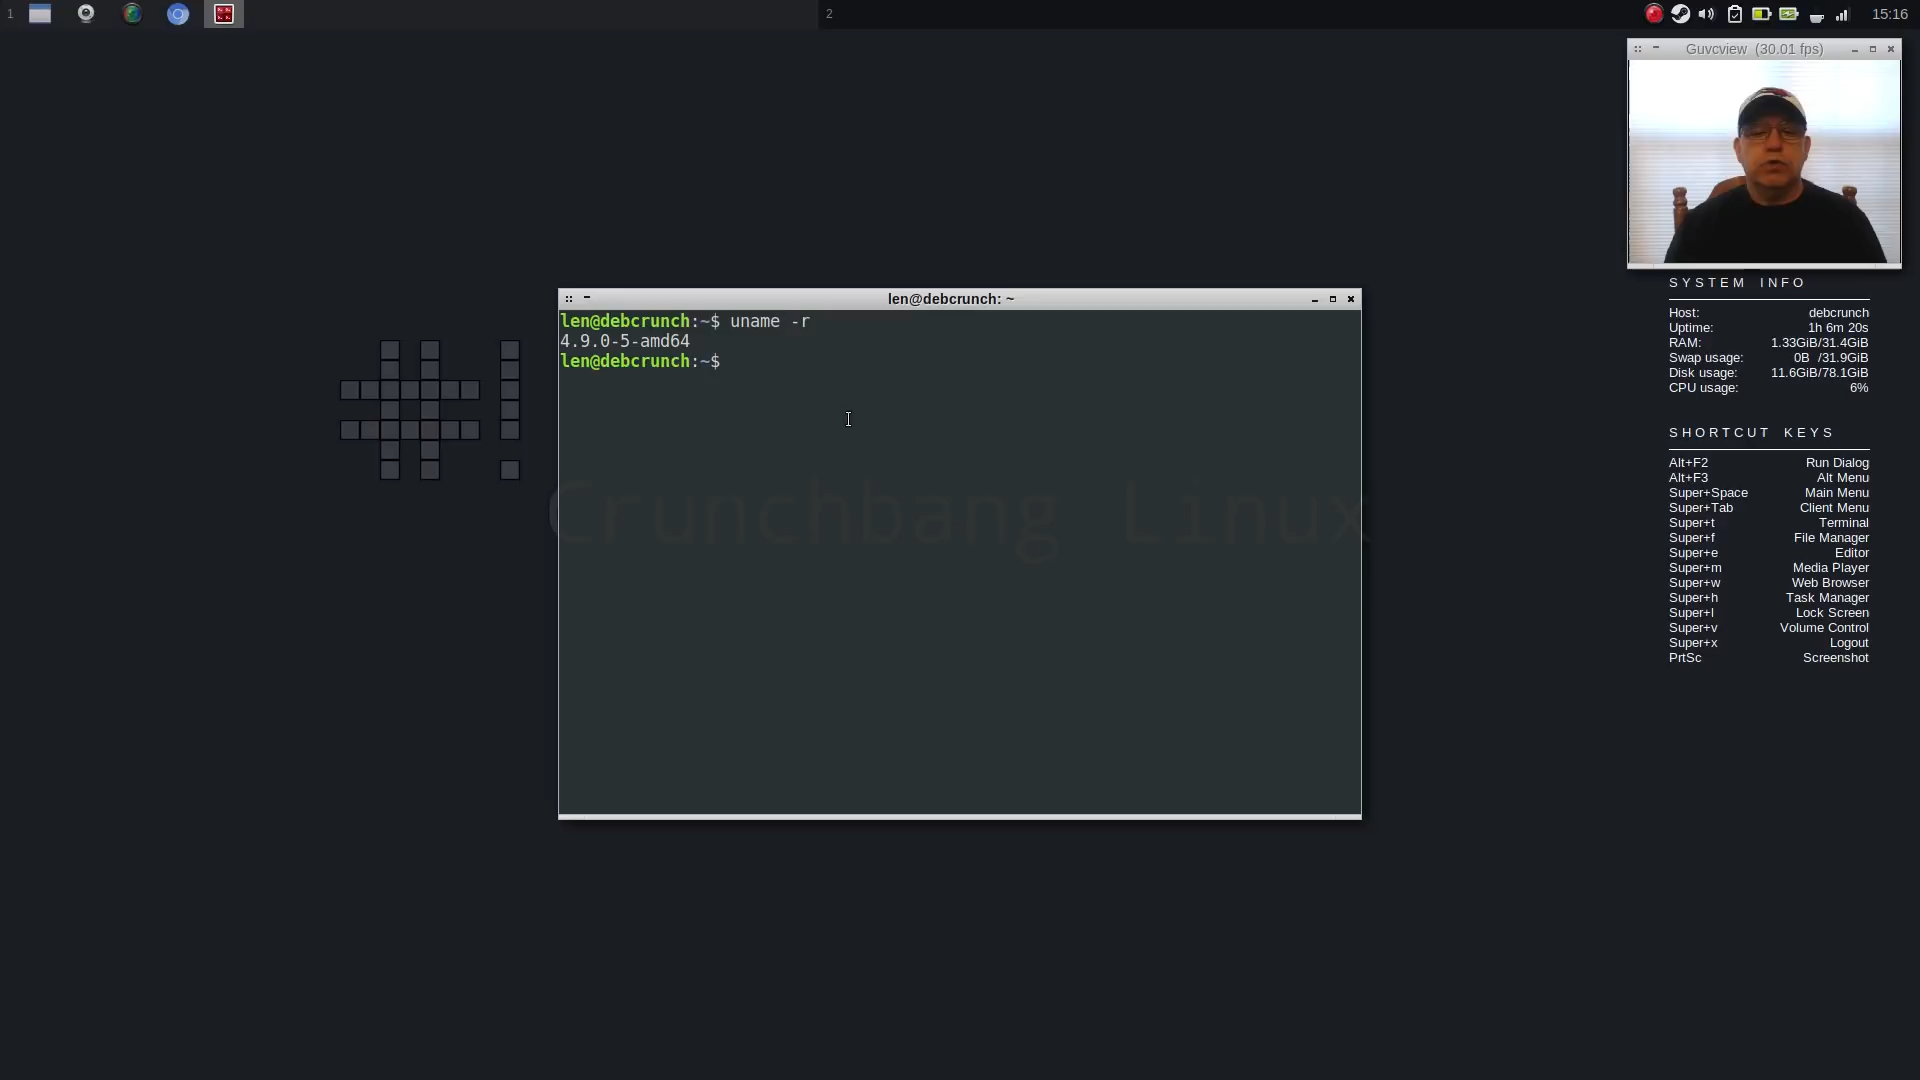 1
2
15:16
Guvcview (30.01 fps)
len@debcrunch: ~
len@debcrunch:~$ uname -r
4.9.0-5-amd64
len@debcrunch:~$
Crunchbang Linux
SYSTEM INFO
Host: debcrunch
Uptime: 1h 6m 20s
RAM: 1.33GiB/31.4GiB
Swap usage: 0B /31.9GiB
Disk usage: 11.6GiB/78.1GiB
CPU usage: 6%
SHORTCUT KEYS
Alt+F2 Run Dialog
Alt+F3 Alt Menu
Super+Space Main Menu
Super+Tab Client Menu
Super+t Terminal
Super+f File Manager
Super+e Editor
Super+m Media Player
Super+w Web Browser
Super+h Task Manager
Super+l Lock Screen
Super+v Volume Control
Super+x Logout
PrtSc Screenshot